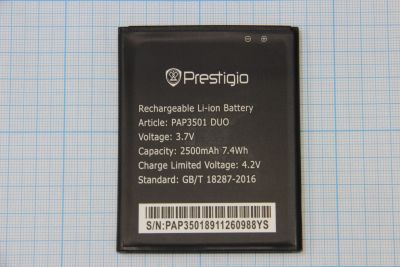 Prestigio
Rechargeable Li-ion Battery
Article: PAP3501 DUO
Voltage: 3.7V
Capacity: 2500mAh 7.4Wh
Charge Limited Voltage: 4.2V
Standard: GB/T 18287-2016
S/N:PAP35018911260988YS